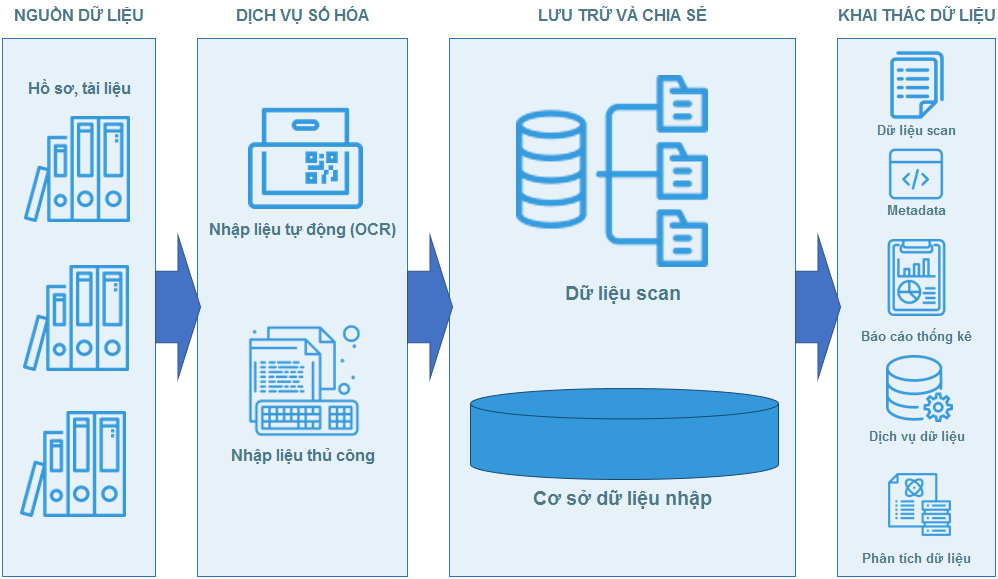 NGUỒN DỮ LIỆU
DỊCH VỤ SỐ HÓA
LƯU TRỮ VÀ CHIA SẺ
KHAI THÁC DỮ LIỆU
Hồ sơ, tài liệu
Nhập liệu tự động (OCR)
Nhập liệu thủ công
Dữ liệu scan
Cơ sở dữ liệu nhập
Dữ liệu scan
</>
Metadata
Báo cáo thống kê
Dịch vụ dữ liệu
Phân tích dữ liệu